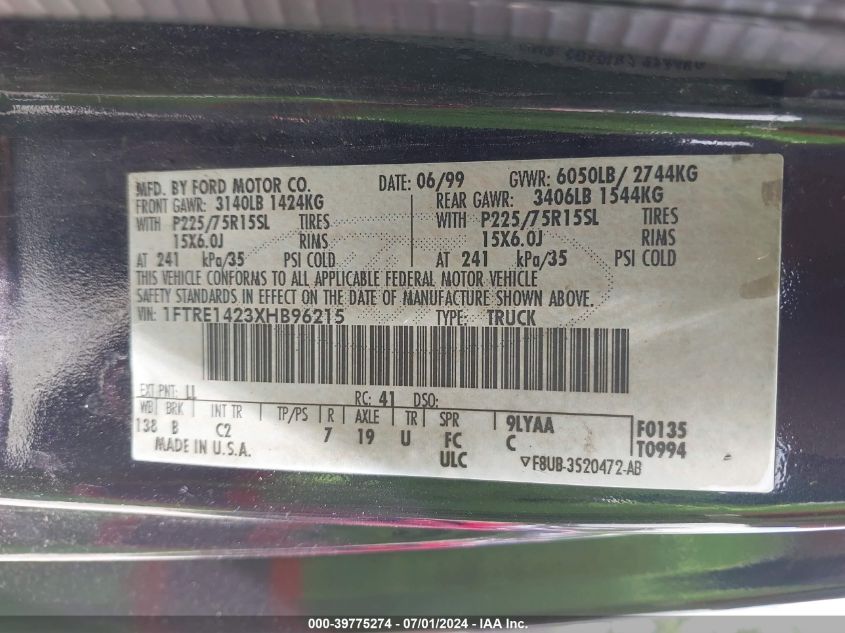 MFD. BY FORD MOTOR CO. DATE: 06/99 GVWR: 6050LB/ 2744KG
FRONT GAWR: 3140LB 1424KG REAR GAWR: 3406LB 1544KG
WITH P225/75R15SL TIRES WITH P225/75R15SL TIRES
15X6.0J RIMS 15X6.0J RIMS
AT 241 kPa/35 PSI COLD AT 241 kPa/35 PSI COLD
THIS VEHICLE CONFORMS TO ALL APPLICABLE FEDERAL MOTOR VEHICLE
SAFETY STANDARDS IN EFFECT ON THE DATE OF MANUFACTURE SHOWN ABOVE.
VIN: 1FTRE1423XHB96215 TYPE: TRUCK
EXT PNT: LL RC: 41 DSO:
WB BRK INT TR TP/PS R AXLE TR SPR 9LYAA F0135
138 B C2 7 19 U FC C T0994
MADE IN U.S.A. ULC ▽F8UB-3520472-AB
000-39775274 - 07/01/2024 - IAA Inc.